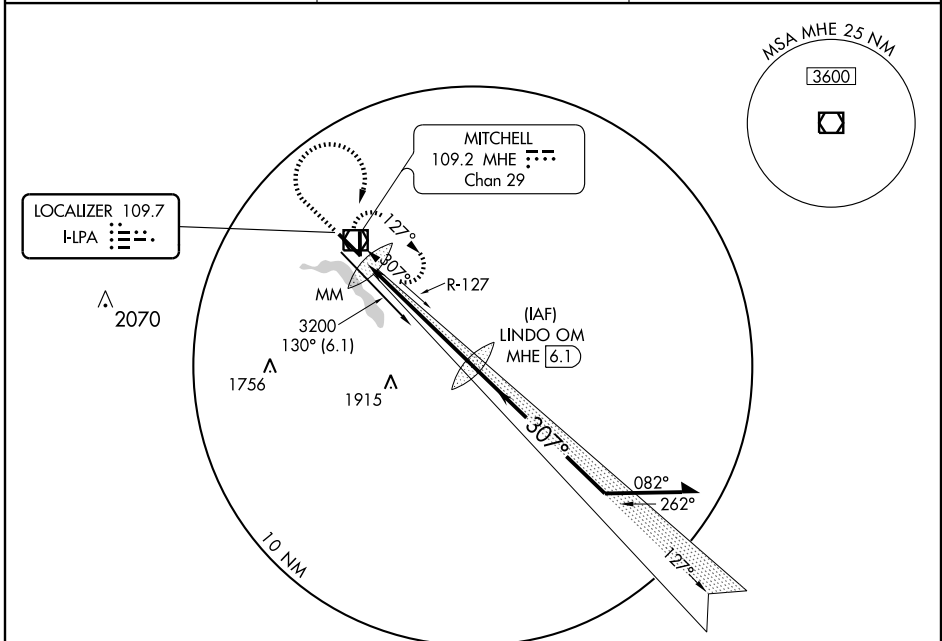 MSA MHE 25 NM
3600
MITCHELL
109.2 MHE
Chan 29
LOCALIZER 109.7
I-LPA
127°
307°
R-127
MM
2070
3200
130° (6.1)
(IAF)
LINDO OM
MHE 6.1
1756
1915
307°
082°
262°
127°
10 NM